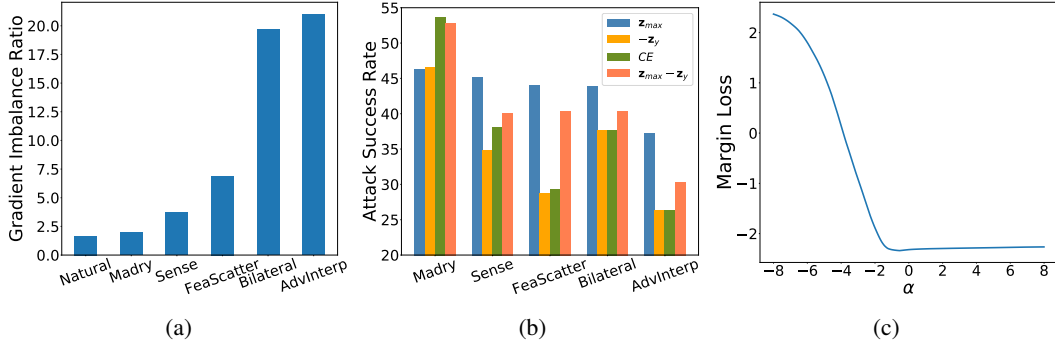 Gradient Imbalance Ratio
20.0
17.5
15.0
12.5
10.0
7.5
5.0
2.5
0.0
Natural
Madry
Sense
FeaScatter
Bilateral
AdvInterp
(a)
Attack Success Rate
55
50
45
40
35
30
25
20
z_max
−z_y
CE
z_max − z_y
Madry
Sense
FeaScatter
Bilateral
AdvInterp
(b)
Margin Loss
2
1
0
−1
−2
−8 −6 −4 −2 0 2 4 6 8
α
(c)